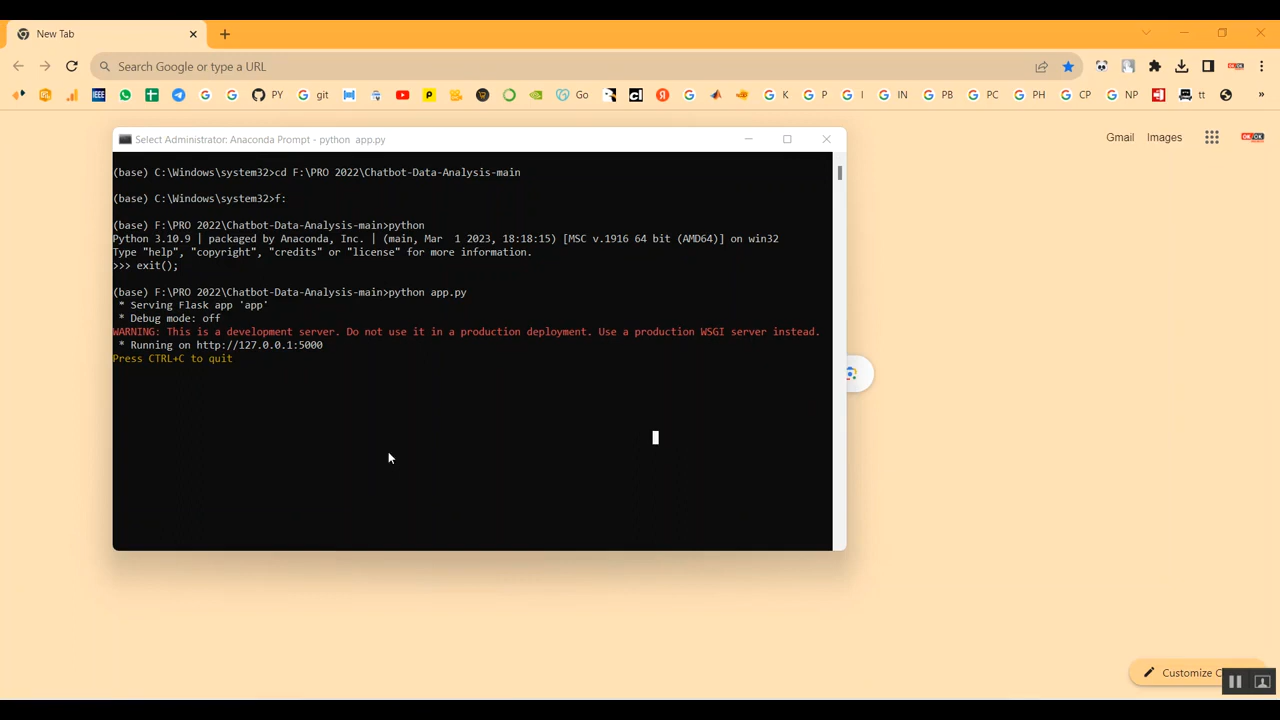 New Tab
Search Google or type a URL
PY git Go K P I IN PB PC PH CP NP tt »
Gmail Images
Select Administrator: Anaconda Prompt - python  app.py
(base) C:\Windows\system32>cd F:\PRO 2022\Chatbot-Data-Analysis-main
(base) C:\Windows\system32>f:
(base) F:\PRO 2022\Chatbot-Data-Analysis-main>python
Python 3.10.9 | packaged by Anaconda, Inc. | (main, Mar  1 2023, 18:18:15) [MSC v.1916 64 bit (AMD64)] on win32
Type "help", "copyright", "credits" or "license" for more information.
>>> exit();
(base) F:\PRO 2022\Chatbot-Data-Analysis-main>python app.py
* Serving Flask app 'app'
* Debug mode: off
WARNING: This is a development server. Do not use it in a production deployment. Use a production WSGI server instead.
* Running on http://127.0.0.1:5000
Press CTRL+C to quit
Customize C